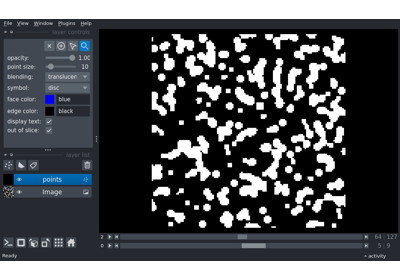 File View Window Plugins Help
layer controls
opacity: 1.00
point size: 10
blending: translucen
symbol: disc
face color: blue
edge color: black
display text:
out of slice:
layer list
points
Image
2 64 127
0 5 9
Ready activity